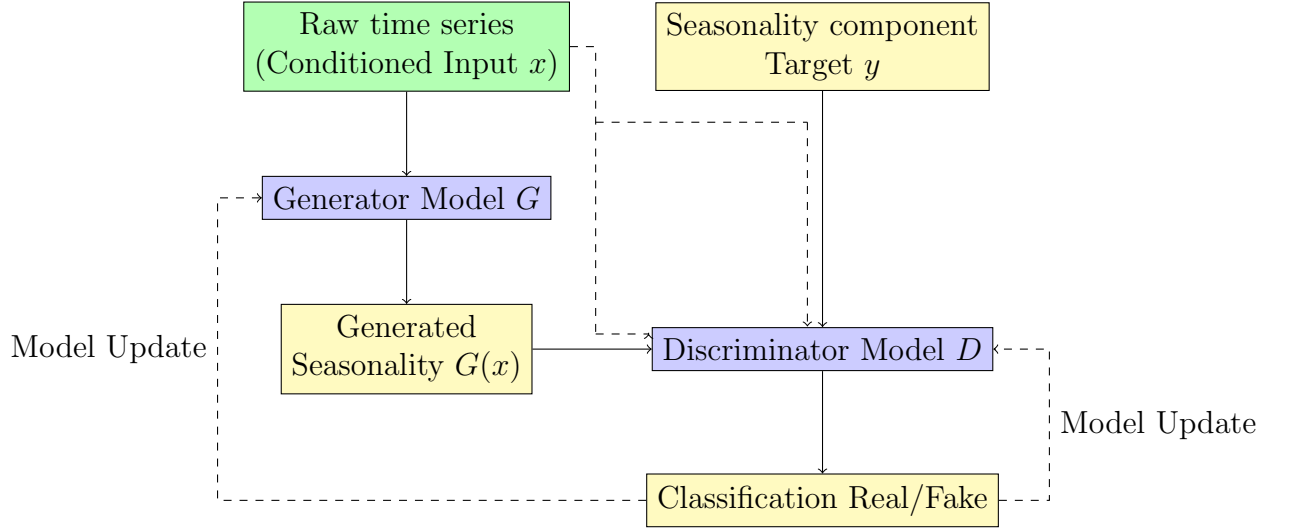 Raw time series
(Conditioned Input x)
Seasonality component
Target y
Generator Model G
Generated
Seasonality G(x)
Model Update
Discriminator Model D
Model Update
Classification Real/Fake